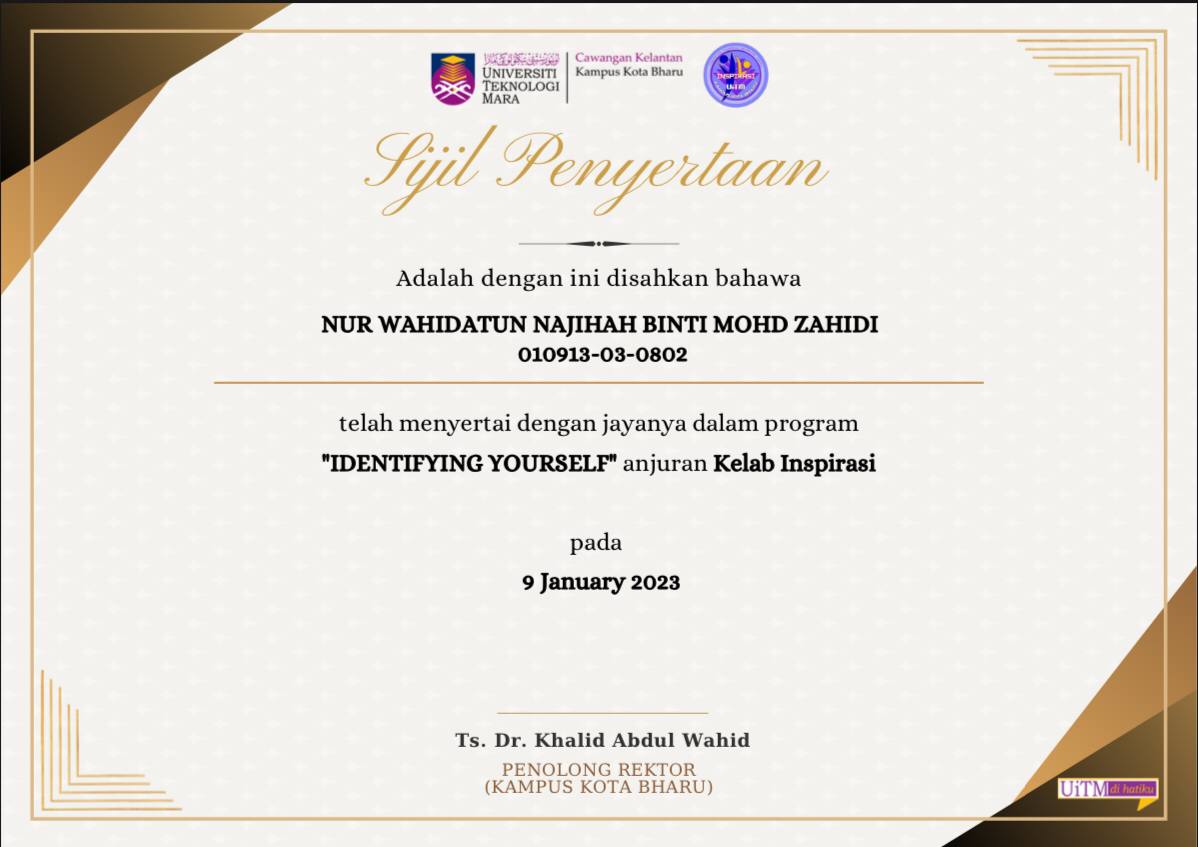 UNIVERSITI
TEKNOLOGI
MARA
Cawangan Kelantan
Kampus Kota Bharu
INSPIRASI
UiTM
Sijil Penyertaan
Adalah dengan ini disahkan bahawa
NUR WAHIDATUN NAJIHAH BINTI MOHD ZAHIDI
010913-03-0802
telah menyertai dengan jayanya dalam program
"IDENTIFYING YOURSELF" anjuran Kelab Inspirasi
pada
9 January 2023
Ts. Dr. Khalid Abdul Wahid
PENOLONG REKTOR
(KAMPUS KOTA BHARU)
UiTM di hatiku